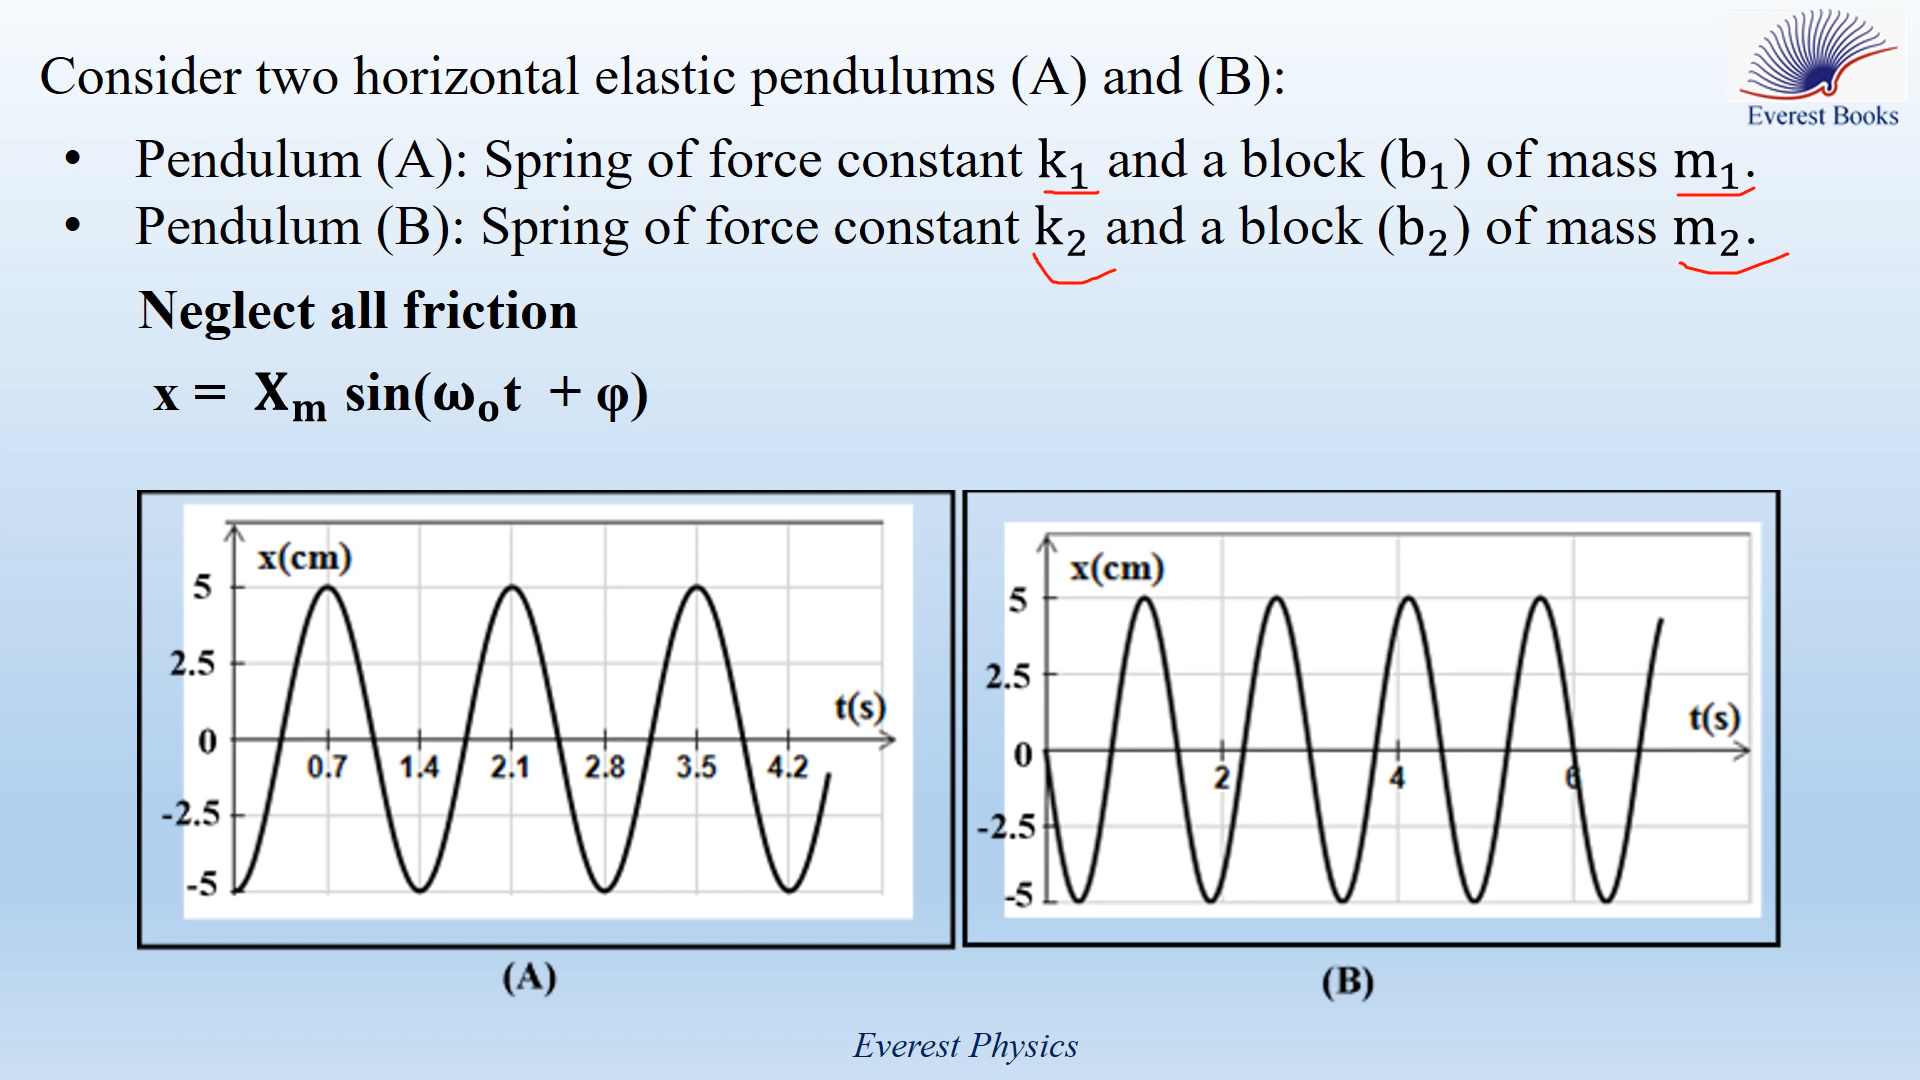 Everest Books
Consider two horizontal elastic pendulums (A) and (B):
• Pendulum (A): Spring of force constant k₁ and a block (b₁) of mass m₁.
• Pendulum (B): Spring of force constant k₂ and a block (b₂) of mass m₂.
Neglect all friction
x = Xₘ sin(ωₒt + φ)
x(cm)
5
2.5
0
-2.5
-5
0.7 1.4 2.1 2.8 3.5 4.2
t(s)
(A)
x(cm)
5
2.5
0
-2.5
-5
2 4 6
t(s)
(B)
Everest Physics